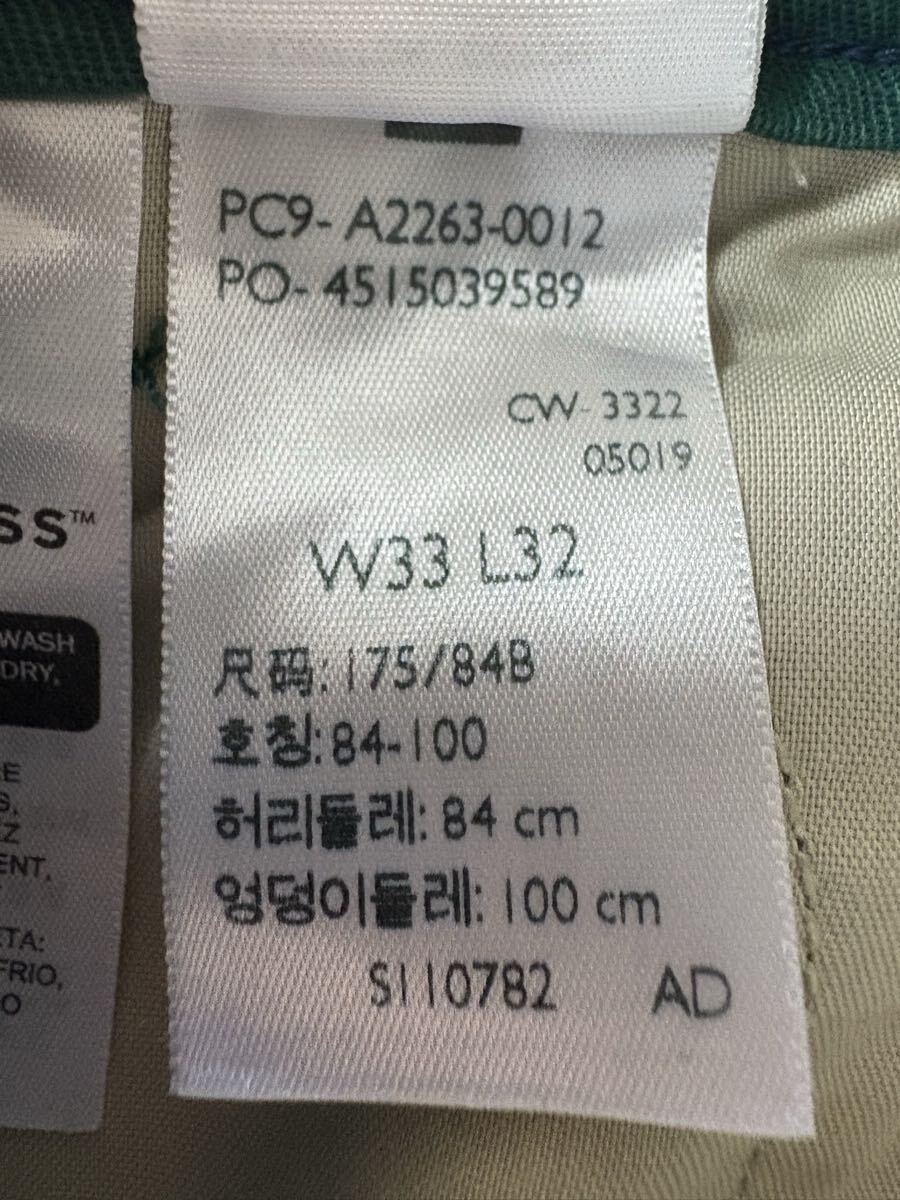 PC9- A2263-0012
PO- 4515039589
CW- 3322
05019
W33 L32
尺码: 175/84B
호칭:84-100
허리둘레: 84 cm
엉덩이둘레: 100 cm
S110782 AD
SS™
WASH
DRY,
ENT,
ETA:
FRIO,